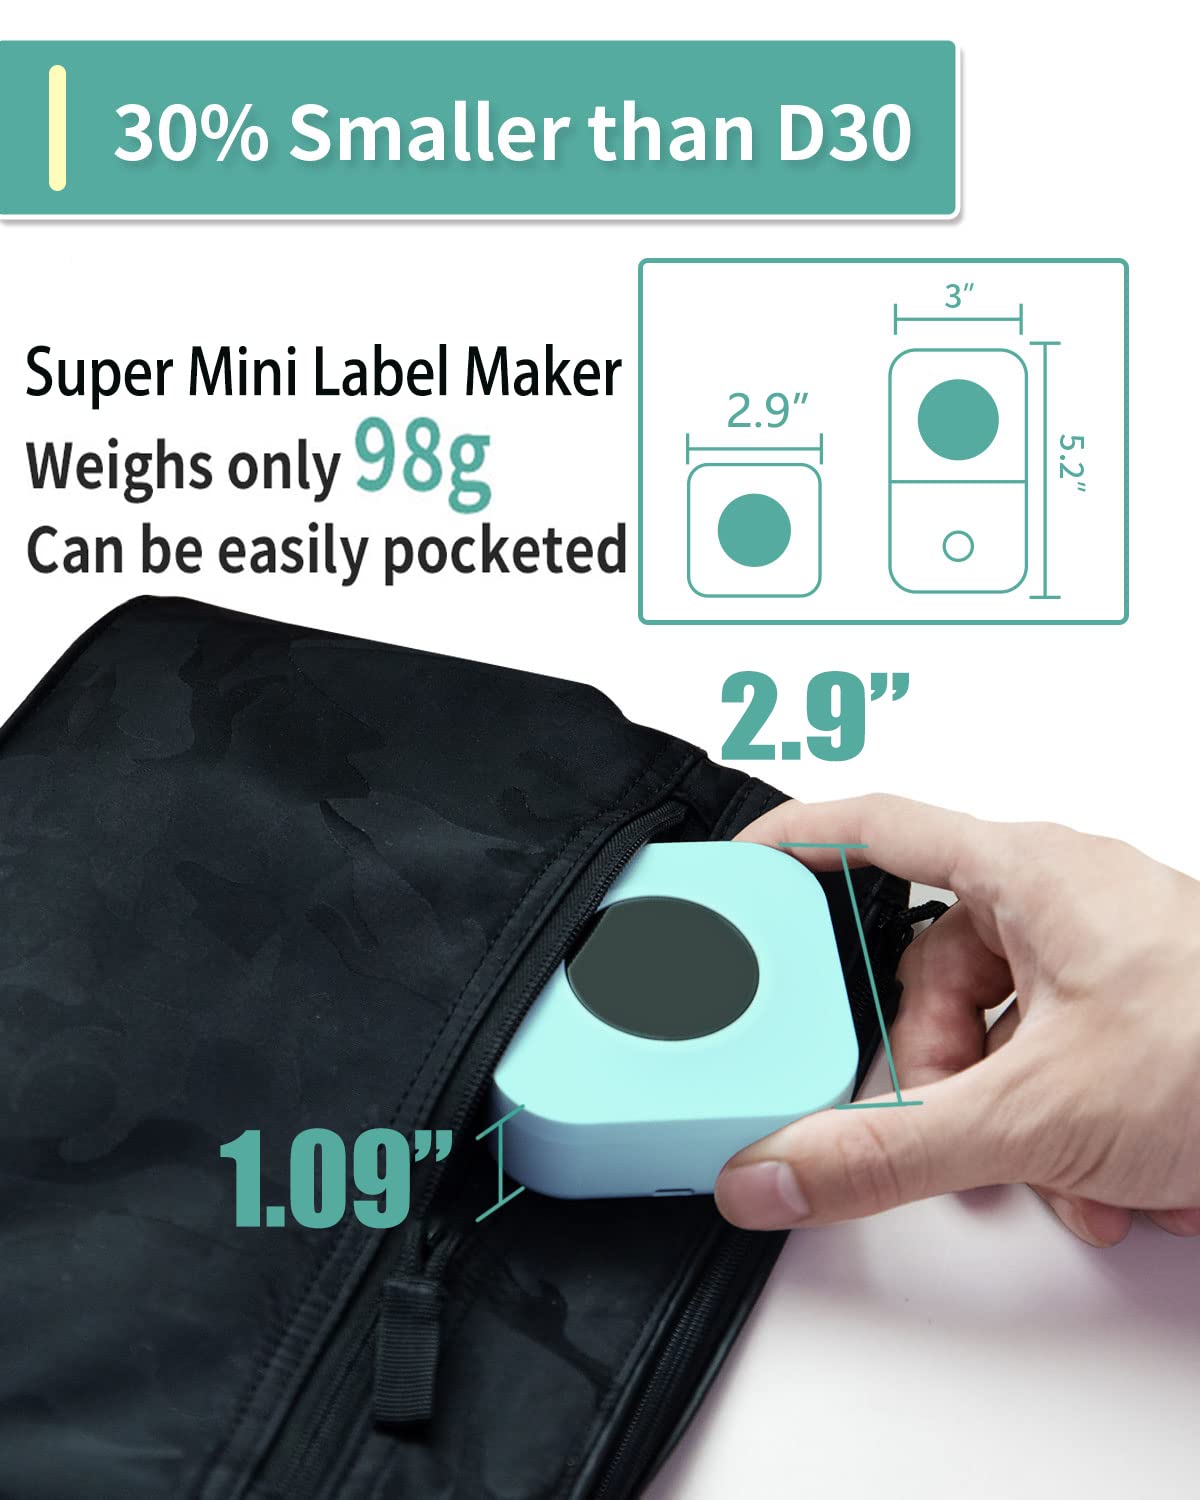 30% Smaller than D30
Super Mini Label Maker
Weighs only 98g
Can be easily pocketed
2.9”
3”
5.2”
2.9”
1.09”